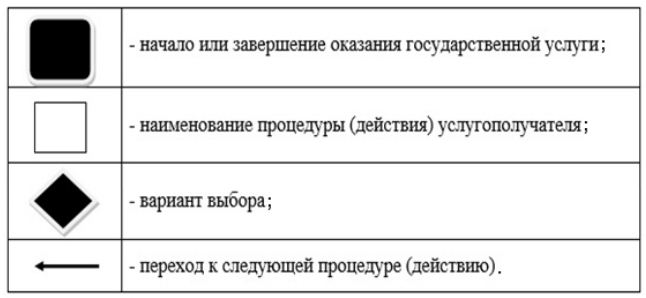 - начало или завершение оказания государственной услуги;
- наименование процедуры (действия) услугополучателя;
- вариант выбора;
- переход к следующей процедуре (действию).